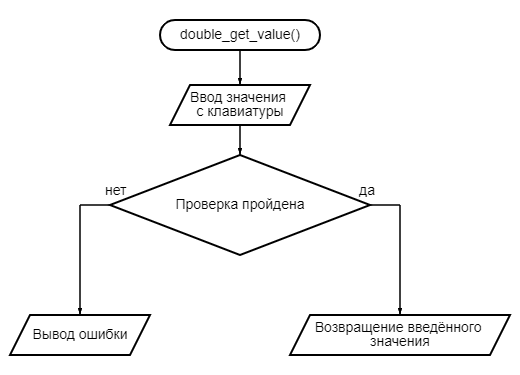 double_get_value()
Ввод значения
с клавиатуры
нет
да
Проверка пройдена
Вывод ошибки
Возвращение введённого
значения